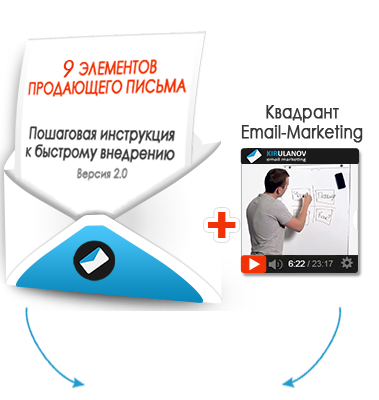 9 ЭЛЕМЕНТОВ
ПРОДАЮЩЕГО ПИСЬМА
Пошаговая инструкция
к быстрому внедрению
Версия 2.0
Квадрант
Email-Marketing
KIRULANOV
email marketing
6:22 / 23:17